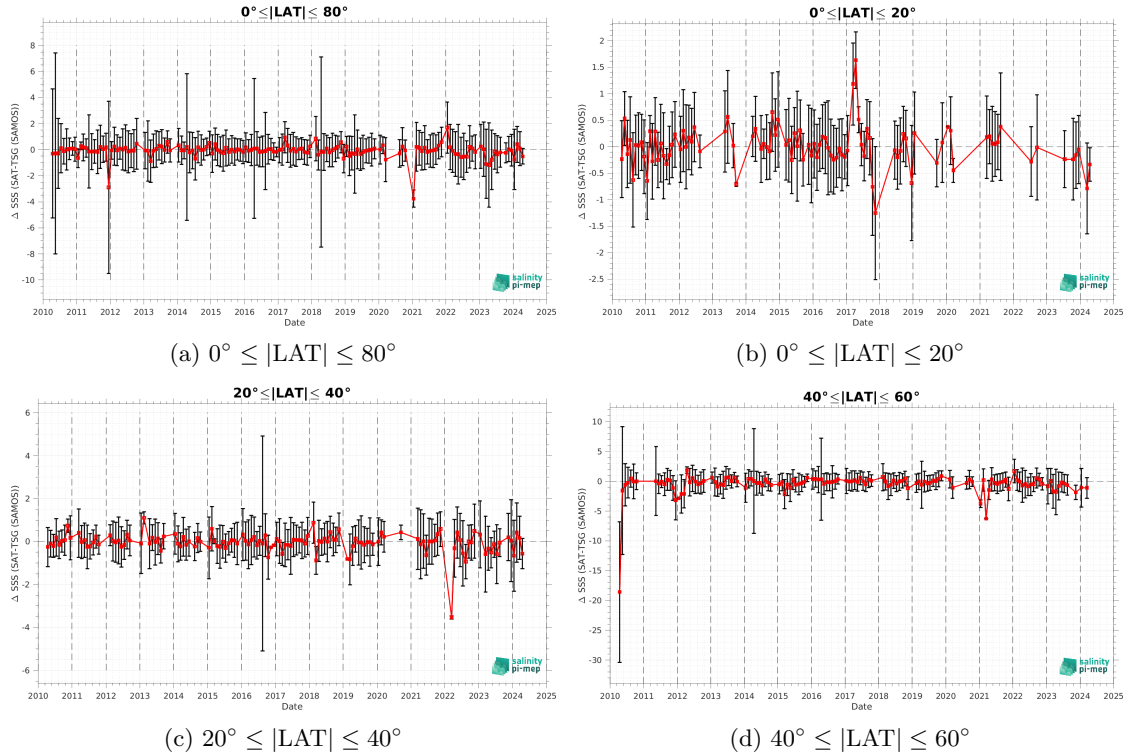 0°≤|LAT|≤ 80°
Δ SSS (SAT-TSG (SAMOS))
8
6
4
2
0
-2
-4
-6
-8
-10
2010 2011 2012 2013 2014 2015 2016 2017 2018 2019 2020 2021 2022 2023 2024 2025
Date
salinity
pi-mep
(a) 0° ≤ |LAT| ≤ 80°
0°≤|LAT|≤ 20°
Δ SSS (SAT-TSG (SAMOS))
2
1.5
1
0.5
0
-0.5
-1
-1.5
-2
-2.5
2010 2011 2012 2013 2014 2015 2016 2017 2018 2019 2020 2021 2022 2023 2024 2025
Date
salinity
pi-mep
(b) 0° ≤ |LAT| ≤ 20°
20°≤|LAT|≤ 40°
Δ SSS (SAT-TSG (SAMOS))
6
4
2
0
-2
-4
-6
2010 2011 2012 2013 2014 2015 2016 2017 2018 2019 2020 2021 2022 2023 2024 2025
Date
salinity
pi-mep
(c) 20° ≤ |LAT| ≤ 40°
40°≤|LAT|≤ 60°
Δ SSS (SAT-TSG (SAMOS))
10
5
0
-5
-10
-15
-20
-25
-30
2010 2011 2012 2013 2014 2015 2016 2017 2018 2019 2020 2021 2022 2023 2024 2025
Date
salinity
pi-mep
(d) 40° ≤ |LAT| ≤ 60°